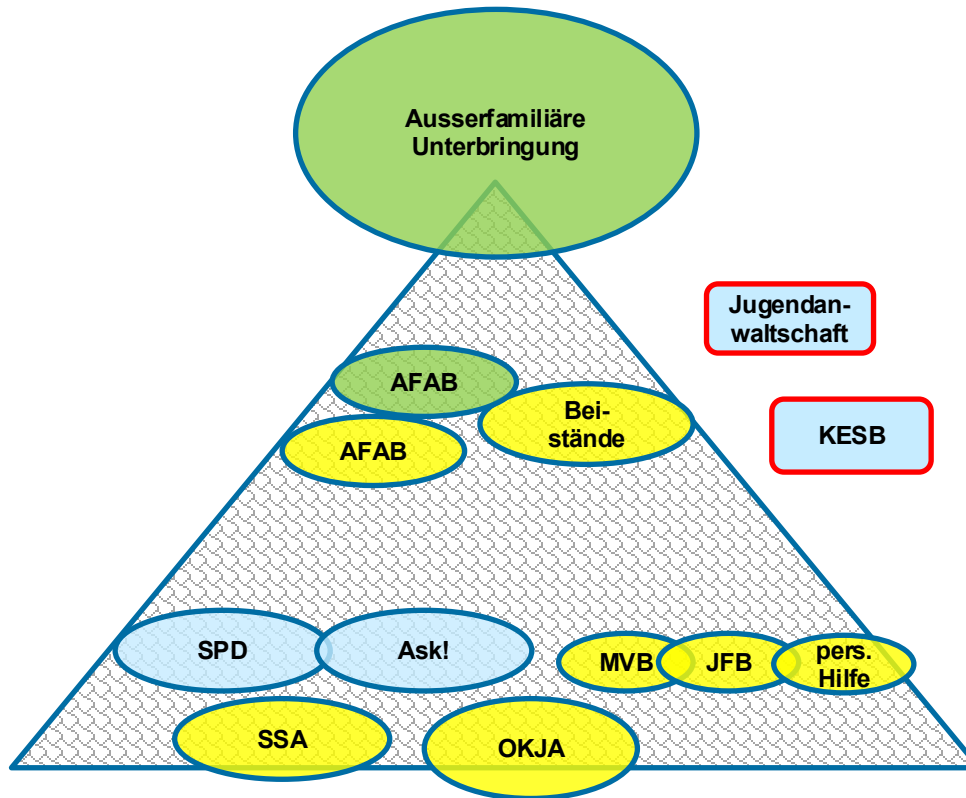 Ausserfamiliäre
Unterbringung
Jugendan-
waltschaft
AFAB
Bei-
stände
KESB
AFAB
SPD
Ask!
MVB
JFB
pers.
Hilfe
SSA
OKJA